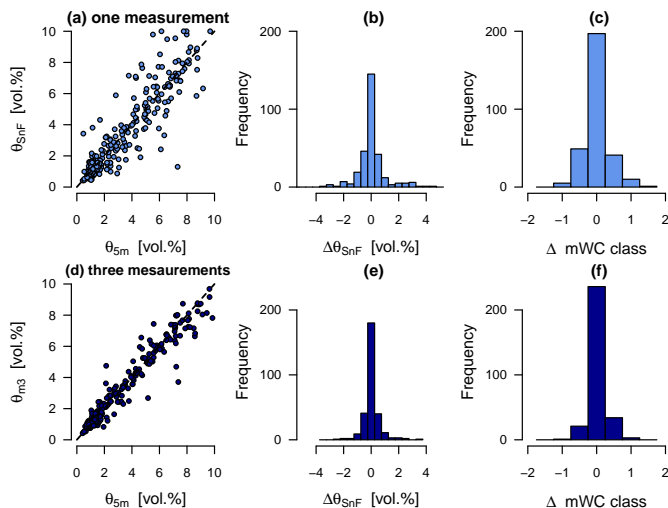 (a) one measurement
(b)
(c)
θSnF [vol.%]
10
8
6
4
2
0
0 2 4 6 8 10
θ5m [vol.%]
Frequency
200
100
0
−4 −2 0 2 4
ΔθSnF [vol.%]
Frequency
200
100
0
−2 −1 0 1 2
Δ mWC class
(d) three mesaurements
(e)
(f)
θm3 [vol.%]
10
8
6
4
2
0
0 2 4 6 8 10
θ5m [vol.%]
Frequency
200
100
0
−4 −2 0 2 4
ΔθSnF [vol.%]
Frequency
200
100
0
−2 −1 0 1 2
Δ mWC class